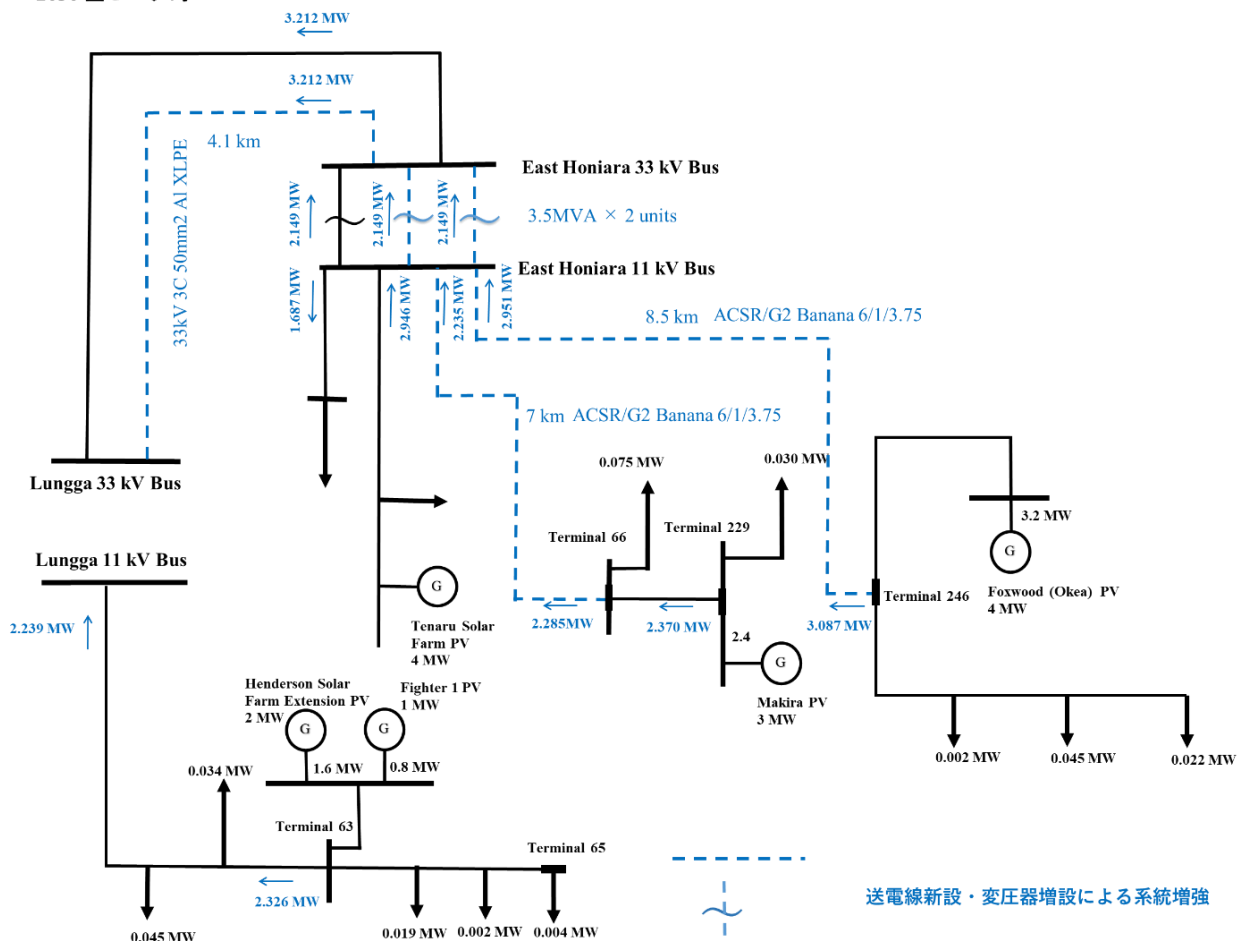 3.212 MW
3.212 MW
4.1 km
33kV 3C 50mm2 Al XLPE
East Honiara 33 kV Bus
2.149 MW
2.149 MW
2.149 MW
3.5MVA × 2 units
East Honiara 11 kV Bus
1.687 MW
2.946 MW
2.235 MW
2.951 MW
8.5 km ACSR/G2 Banana 6/1/3.75
7 km ACSR/G2 Banana 6/1/3.75
Lungga 33 kV Bus
0.075 MW
0.030 MW
3.2 MW
Terminal 66
Terminal 229
G
Foxwood (Okea) PV
4 MW
Terminal 246
Lungga 11 kV Bus
G
Tenaru Solar
Farm PV
4 MW
2.285MW
2.370 MW
3.087 MW
2.239 MW
2.4
G
Makira PV
3 MW
Henderson Solar
Farm Extension PV
2 MW
Fighter 1 PV
1 MW
G
G
1.6 MW
0.8 MW
0.034 MW
0.002 MW
0.045 MW
0.022 MW
Terminal 63
Terminal 65
2.326 MW
0.045 MW
0.019 MW
0.002 MW
0.004 MW
送電線新設・変圧器増設による系統増強